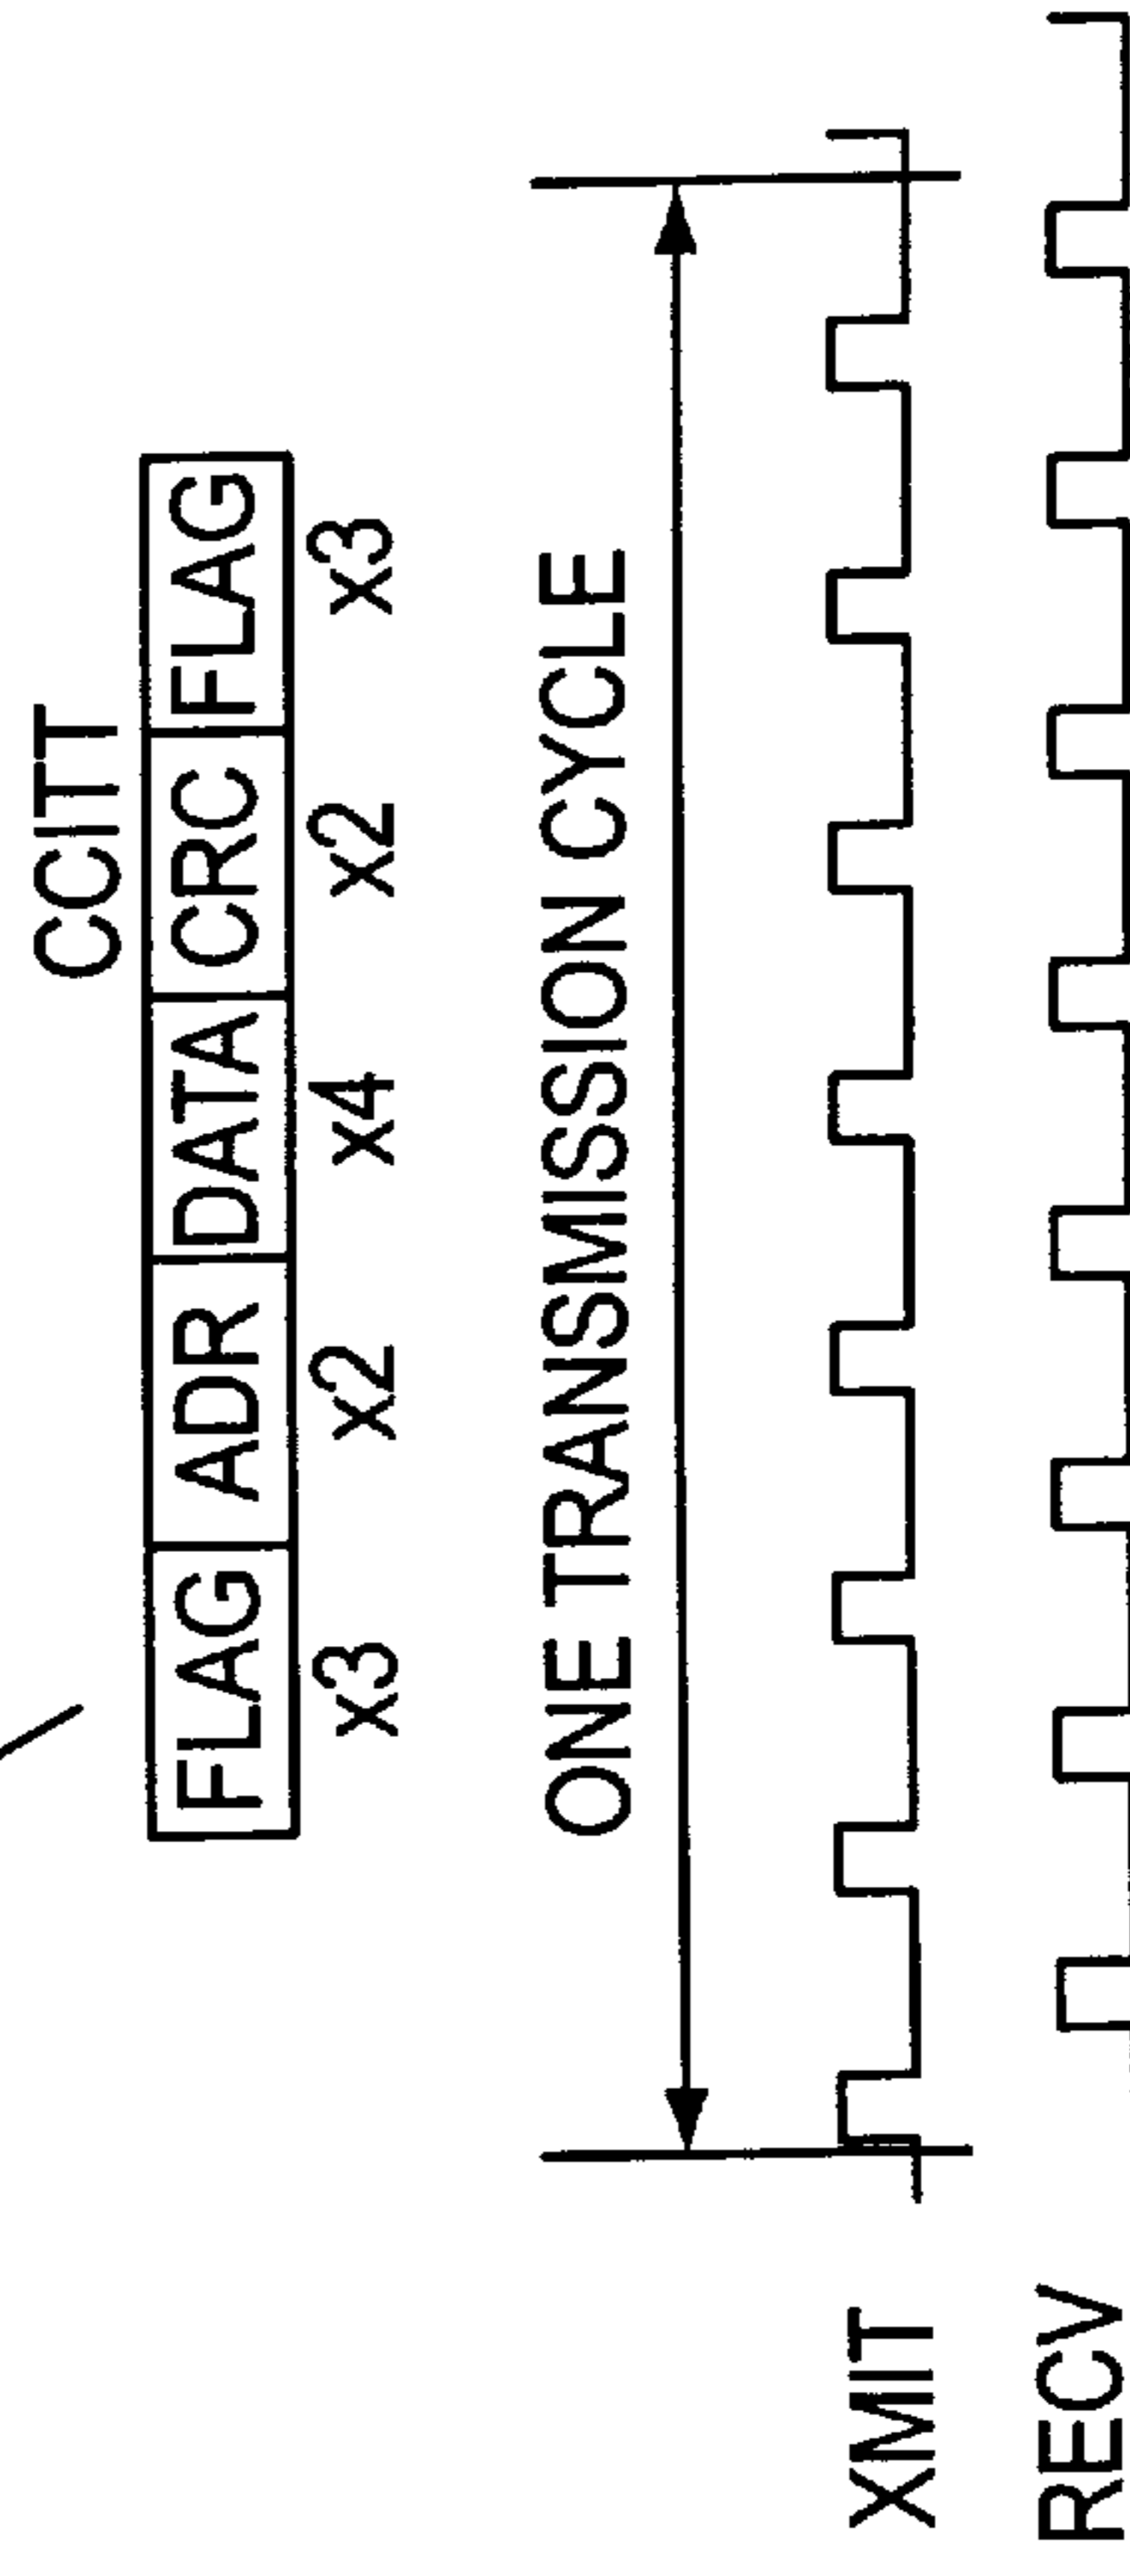 CCITT
FLAG ADR DATA CRC FLAG
x3 x2 x4 x2 x3
ONE TRANSMISSION CYCLE
XMIT
RECV